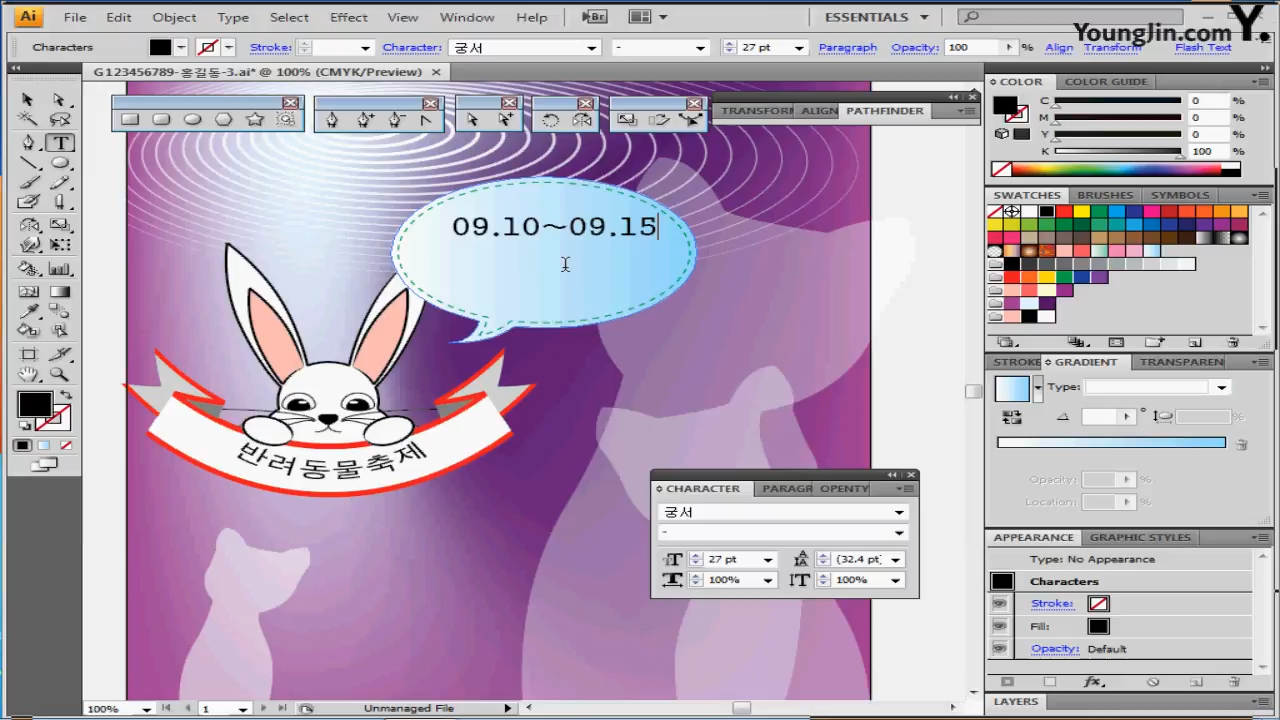 Ai File Edit Object Type Select Effect View Window Help Br ESSENTIALS
YoungJin.com Y.
Characters Stroke: Character: 궁서 - 27 pt Paragraph Opacity: 100 % Align Transform Flash Text
G123456789-홍길동-3.ai* @ 100% (CMYK/Preview)
TRANSFORM ALIGN PATHFINDER
COLOR COLOR GUIDE
C 0 %
M 0 %
Y 0 %
K 100 %
SWATCHES BRUSHES SYMBOLS
09.10~09.15
반려동물축제
STROKE GRADIENT TRANSPAREN
Type:
Opacity: %
Location: %
CHARACTER PARAGR OPENTY
궁서
-
27 pt (32.4 pt)
100% 100%
APPEARANCE GRAPHIC STYLES
Type: No Appearance
Characters
Stroke:
Fill:
Opacity: Default
fx
LAYERS
100% 1 Unmanaged File